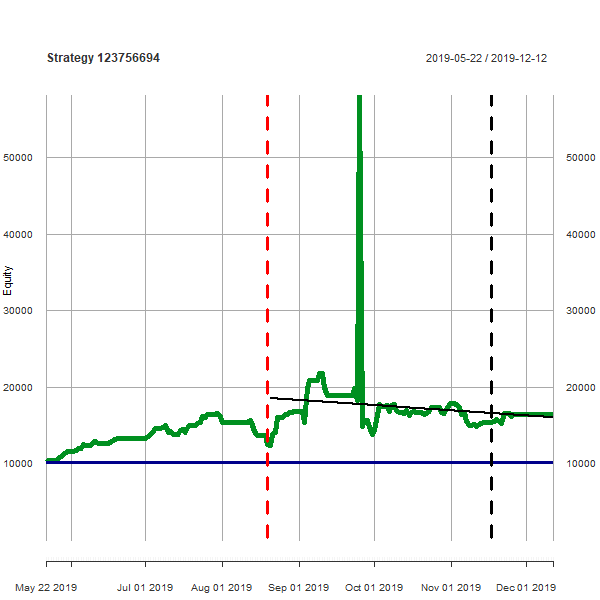 Strategy 123756694
2019-05-22 / 2019-12-12
50000 50000
40000 40000
Equity
30000 30000
20000 20000
10000 10000
May 22 2019 Jul 01 2019 Aug 01 2019 Sep 01 2019 Oct 01 2019 Nov 01 2019 Dec 01 2019